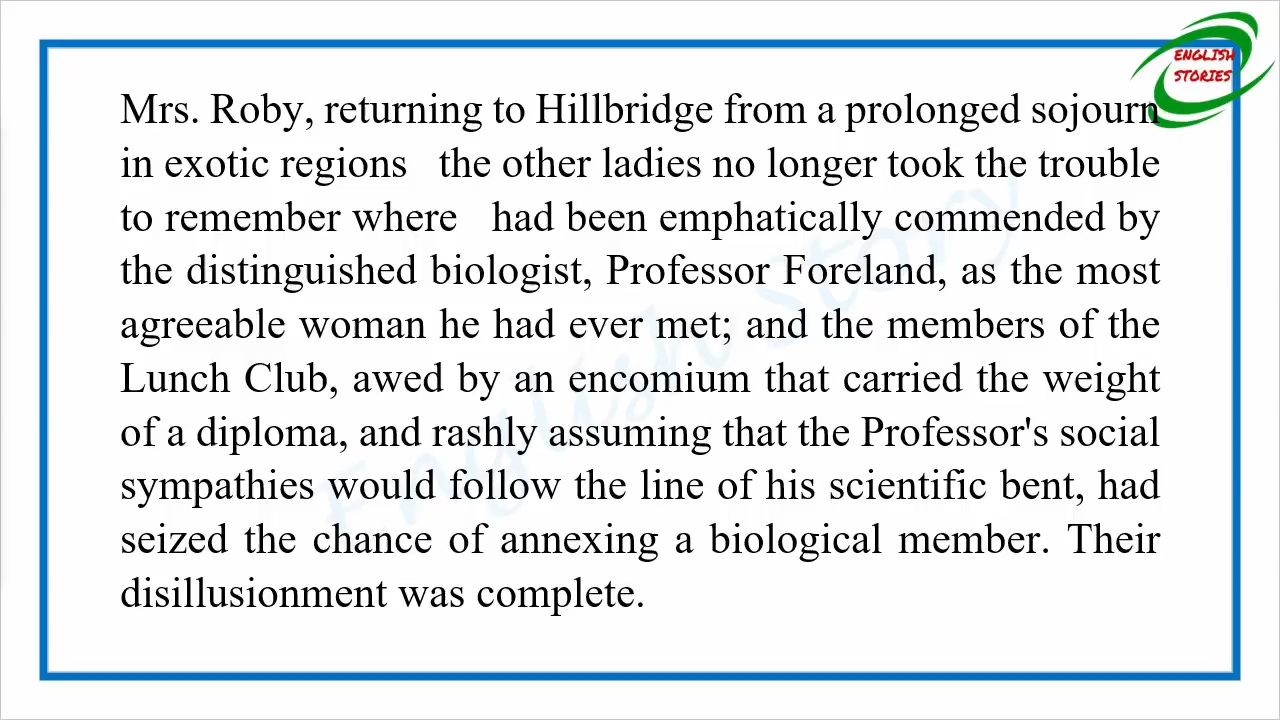 ENGLISH
STORIES
Mrs. Roby, returning to Hillbridge from a prolonged sojourn
in exotic regions   the other ladies no longer took the trouble
to remember where   had been emphatically commended by
the distinguished biologist, Professor Foreland, as the most
agreeable woman he had ever met; and the members of the
Lunch Club, awed by an encomium that carried the weight
of a diploma, and rashly assuming that the Professor's social
sympathies would follow the line of his scientific bent, had
seized the chance of annexing a biological member. Their
disillusionment was complete.
English Story